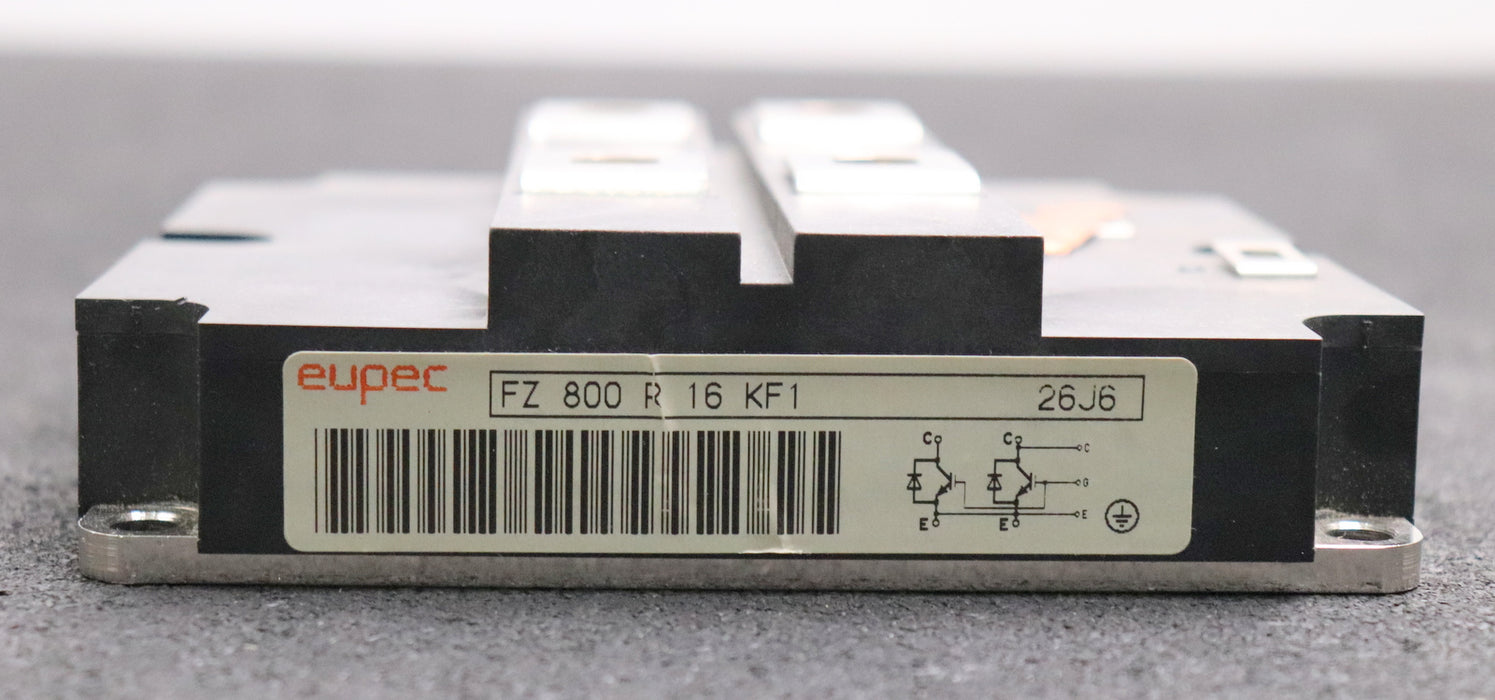 eupec
FZ 800 R 16 KF1 26J6
C C C
G
E E E